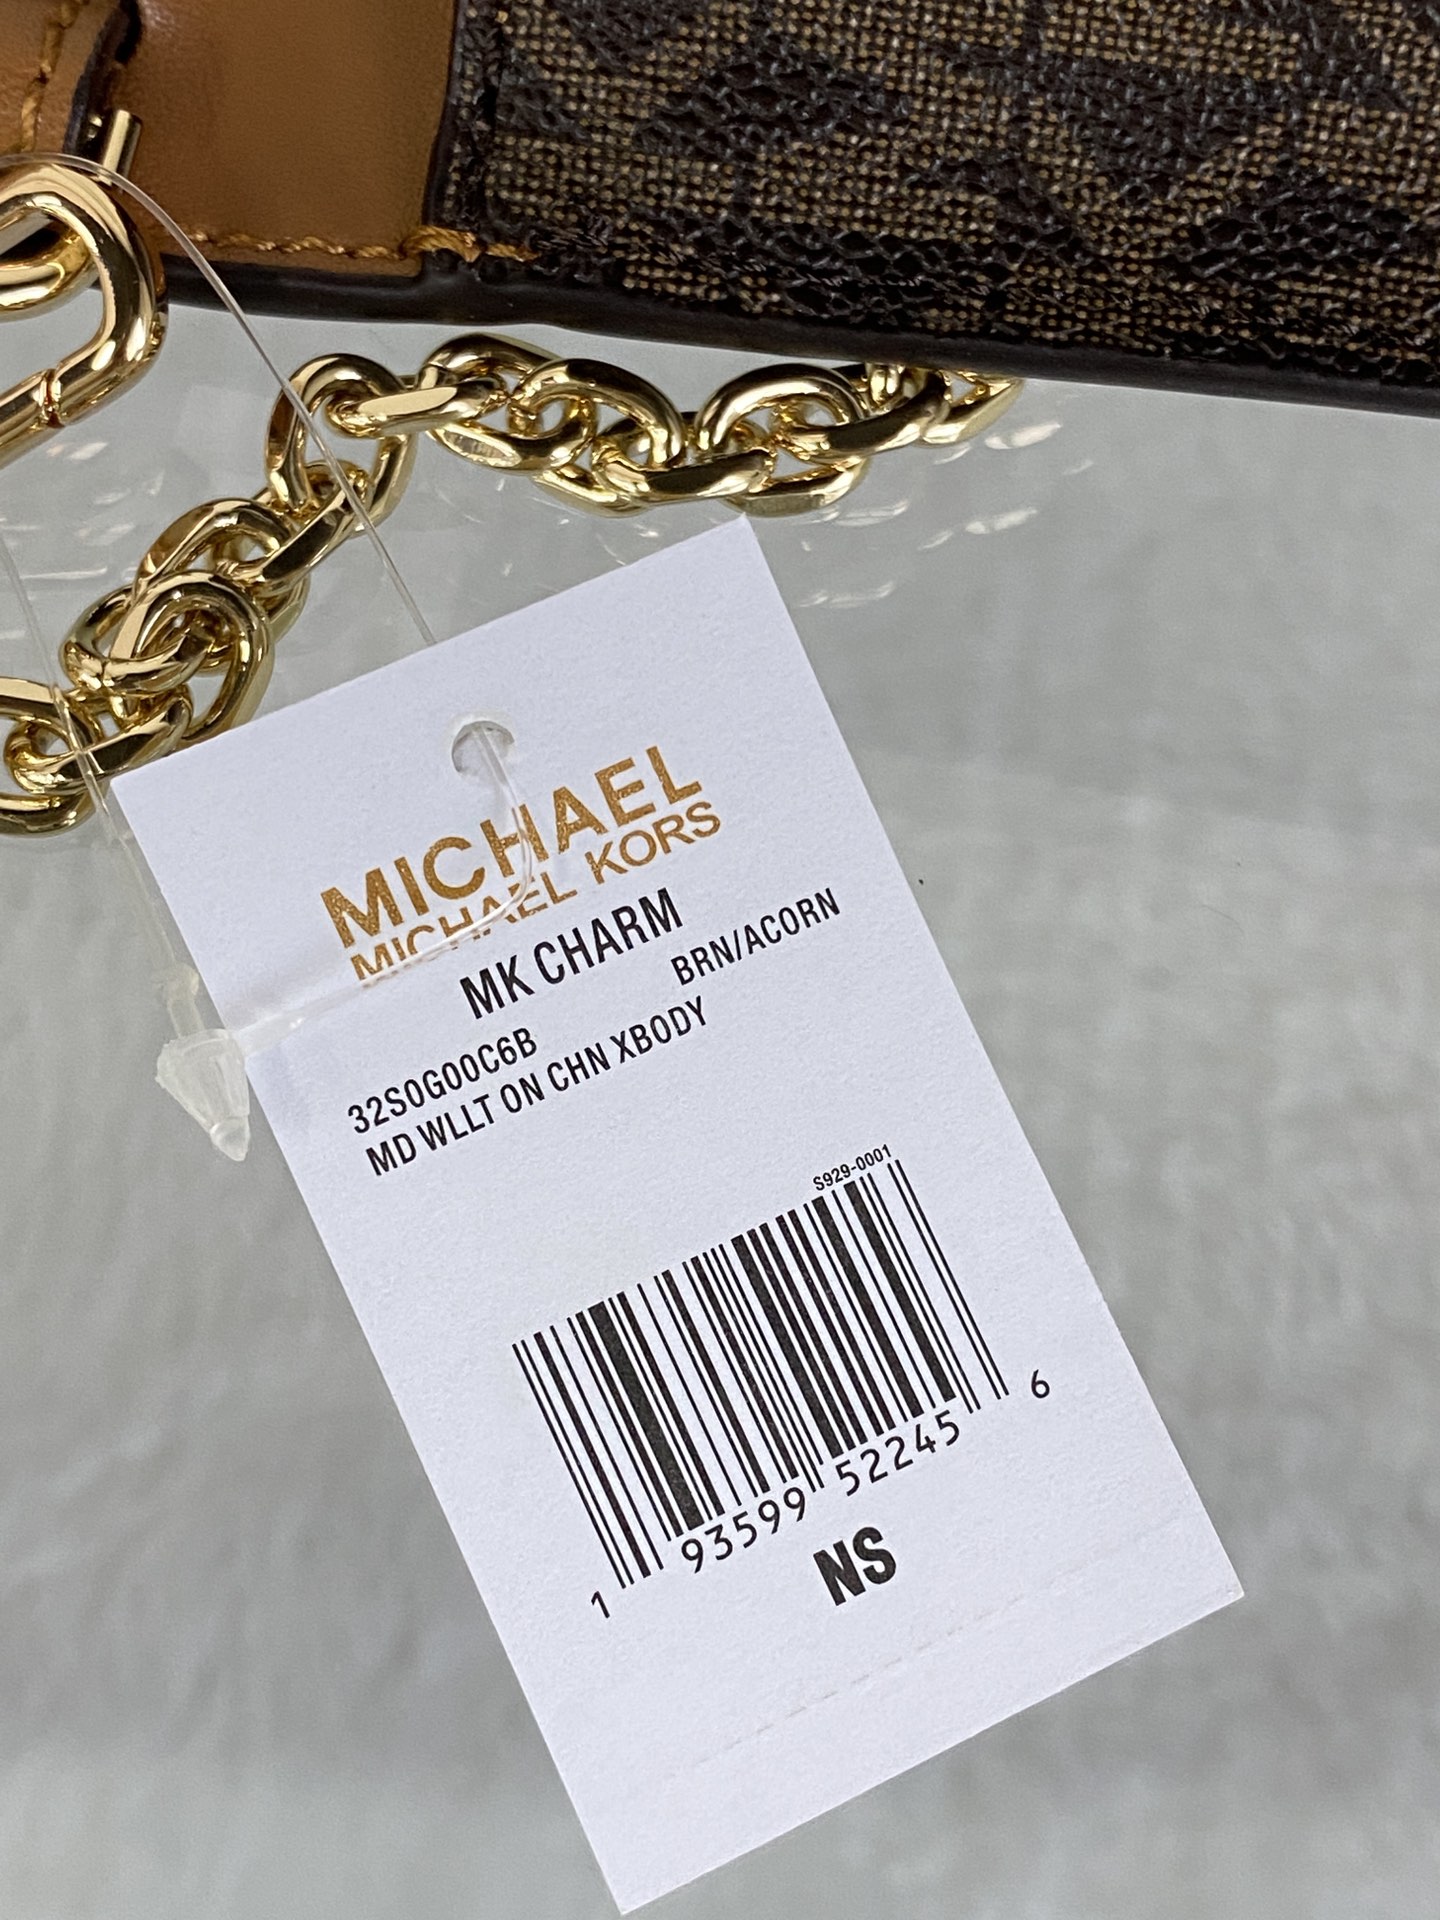 MICHAEL
MICHAEL KORS
MK CHARM
32S0G00C6B BRN/ACORN
MD WLLT ON CHN XBODY
S929-0001
1 93599 52245 6
NS